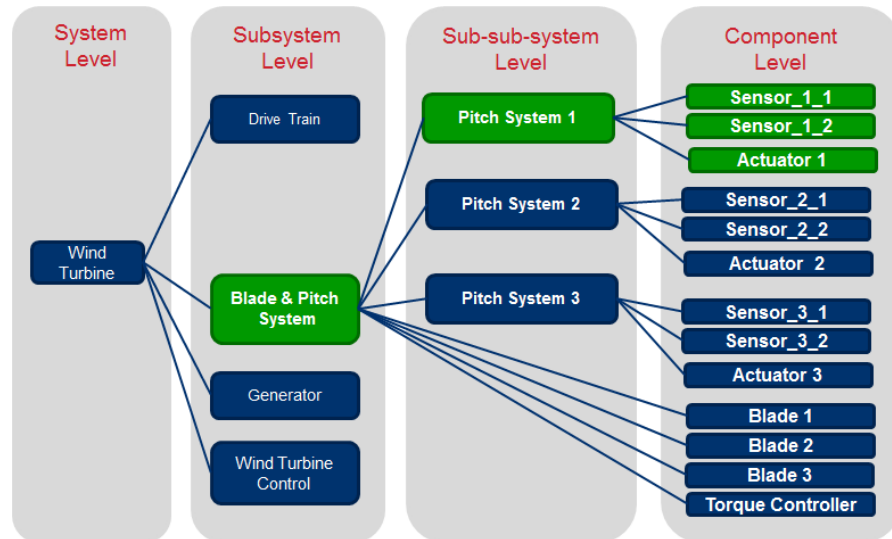 System
Level
Subsystem
Level
Sub-sub-system
Level
Component
Level
Wind
Turbine
Drive Train
Blade & Pitch
System
Generator
Wind Turbine
Control
Pitch System 1
Pitch System 2
Pitch System 3
Sensor_1_1
Sensor_1_2
Actuator 1
Sensor_2_1
Sensor_2_2
Actuator 2
Sensor_3_1
Sensor_3_2
Actuator 3
Blade 1
Blade 2
Blade 3
Torque Controller